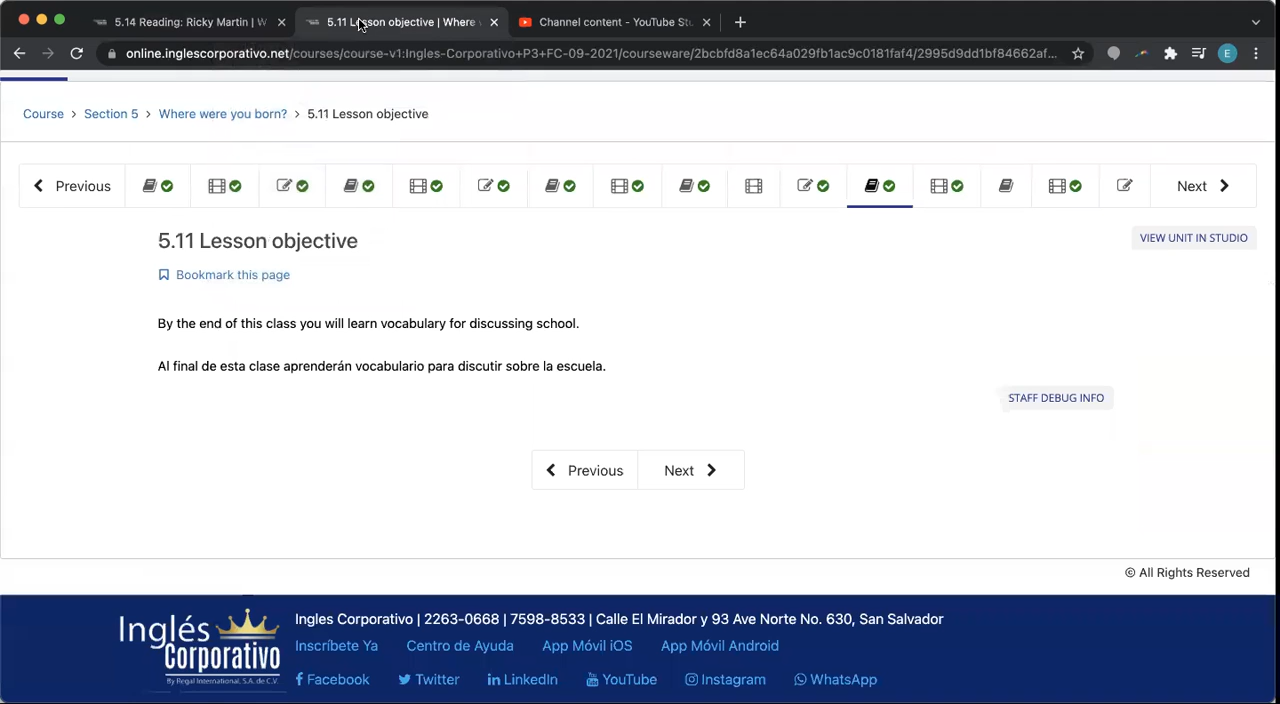 5.14 Reading: Ricky Martin | W
5.11 Lesson objective | Where
Channel content - YouTube Stu
online.inglescorporativo.net/courses/course-v1:Ingles-Corporativo+P3+FC-09-2021/courseware/2bcbfd8a1ec64a029fb1ac9c0181faf4/2995d9dd1bf84662af...
E
Course > Section 5 > Where were you born? > 5.11 Lesson objective
Previous
Next
5.11 Lesson objective
VIEW UNIT IN STUDIO
Bookmark this page
By the end of this class you will learn vocabulary for discussing school.
Al final de esta clase aprenderán vocabulario para discutir sobre la escuela.
STAFF DEBUG INFO
Previous
Next
© All Rights Reserved
Inglés
Corporativo
By Regal International, S.A. de C.V.
Ingles Corporativo | 2263-0668 | 7598-8533 | Calle El Mirador y 93 Ave Norte No. 630, San Salvador
Inscríbete Ya Centro de Ayuda App Móvil iOS App Móvil Android
Facebook Twitter LinkedIn YouTube Instagram WhatsApp